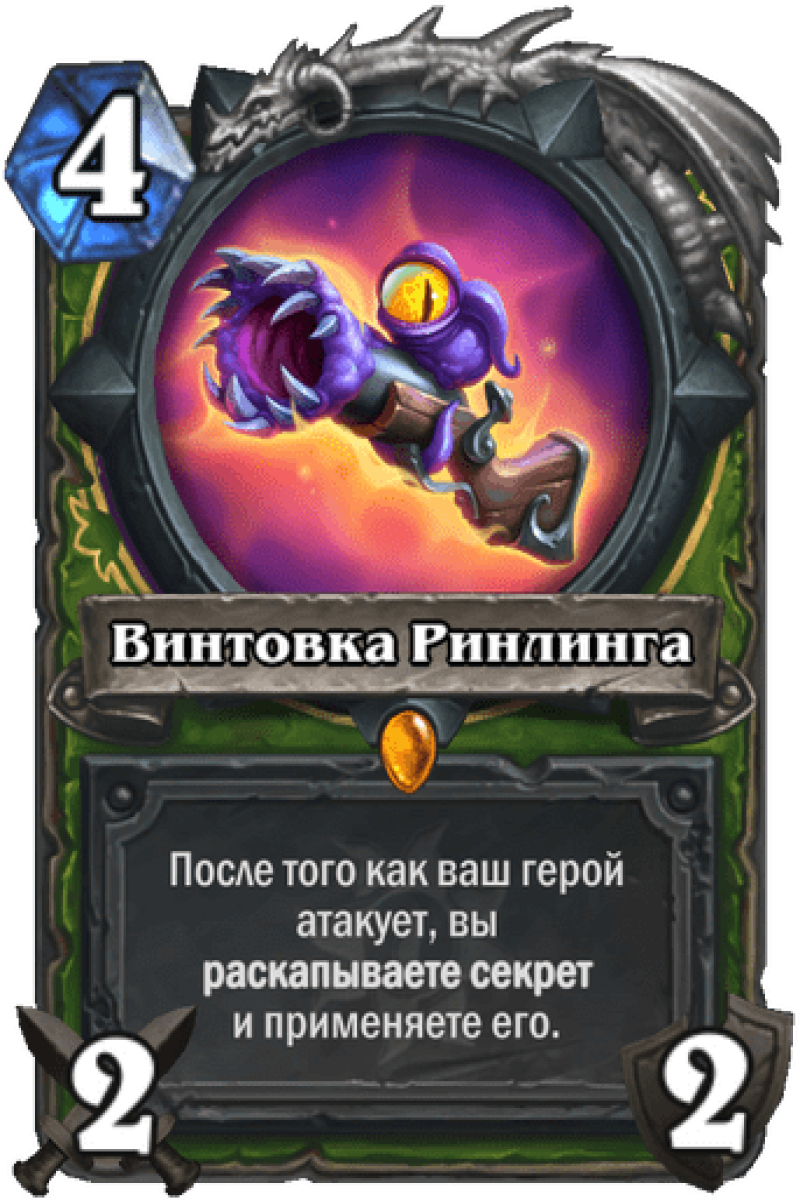 4
Винтовка Ринлинга
После того как ваш герой
атакует, вы
раскапываете секрет
и применяете его.
2
2